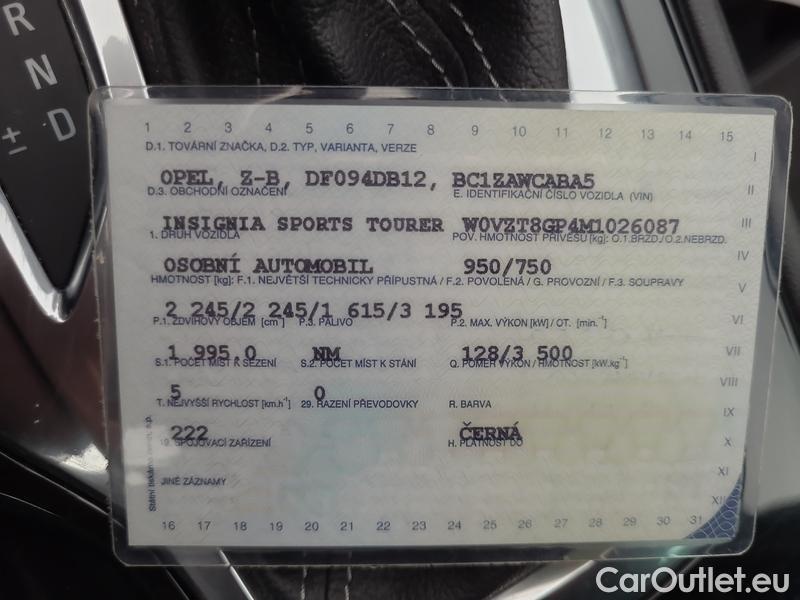 R
N
± D
1 2 3 4 5 6 7 8 9 10 11 12 13 14 15
D.1. TOVÁRNÍ ZNAČKA, D.2. TYP, VARIANTA, VERZE
I
OPEL, Z-B, DF094DB12, BC1ZAWCABA5
D.3. OBCHODNÍ OZNAČENÍ E. IDENTIFIKAČNÍ ČÍSLO VOZIDLA (VIN)
II
INSIGNIA SPORTS TOURER W0VZT8GP4M1026087
III
1. DRUH VOZIDLA POV. HMOTNOST PŘÍVĚSU [kg]: O.1. BRZD./O.2. NEBRZD.
OSOBNÍ AUTOMOBIL 950/750
IV
HMOTNOST [kg]: F.1. NEJVĚTŠÍ TECHNICKY PŘÍPUSTNÁ / F.2. POVOLENÁ / G. PROVOZNÍ / F.3. SOUPRAVY
V
2 245/2 245/1 615/3 195
P.1. ZDVIHOVÝ OBJEM [cm³] P.3. PALIVO P.2. MAX. VÝKON [kW] / OT. [min.⁻¹]
VI
1 995,0 NM 128/3 500
VII
S.1. POČET MÍST K SEZENÍ S.2. POČET MÍST K STÁNÍ Q. POMĚR VÝKON / HMOTNOST [kW.kg⁻¹]
5 0
VIII
T. NEJVYŠŠÍ RYCHLOST [km.h⁻¹] 29. ŘAZENÍ PŘEVODOVKY R. BARVA
IX
222 ČERNÁ
19. SPOJOVACÍ ZAŘÍZENÍ H. PLATNOST DO
X
JINÉ ZÁZNAMY
XI
XII
16 17 18 19 20 21 22 23 24 25 26 27 28 29 30 31
Státní tiskárna cenin, s.p.
CarOutlet.eu